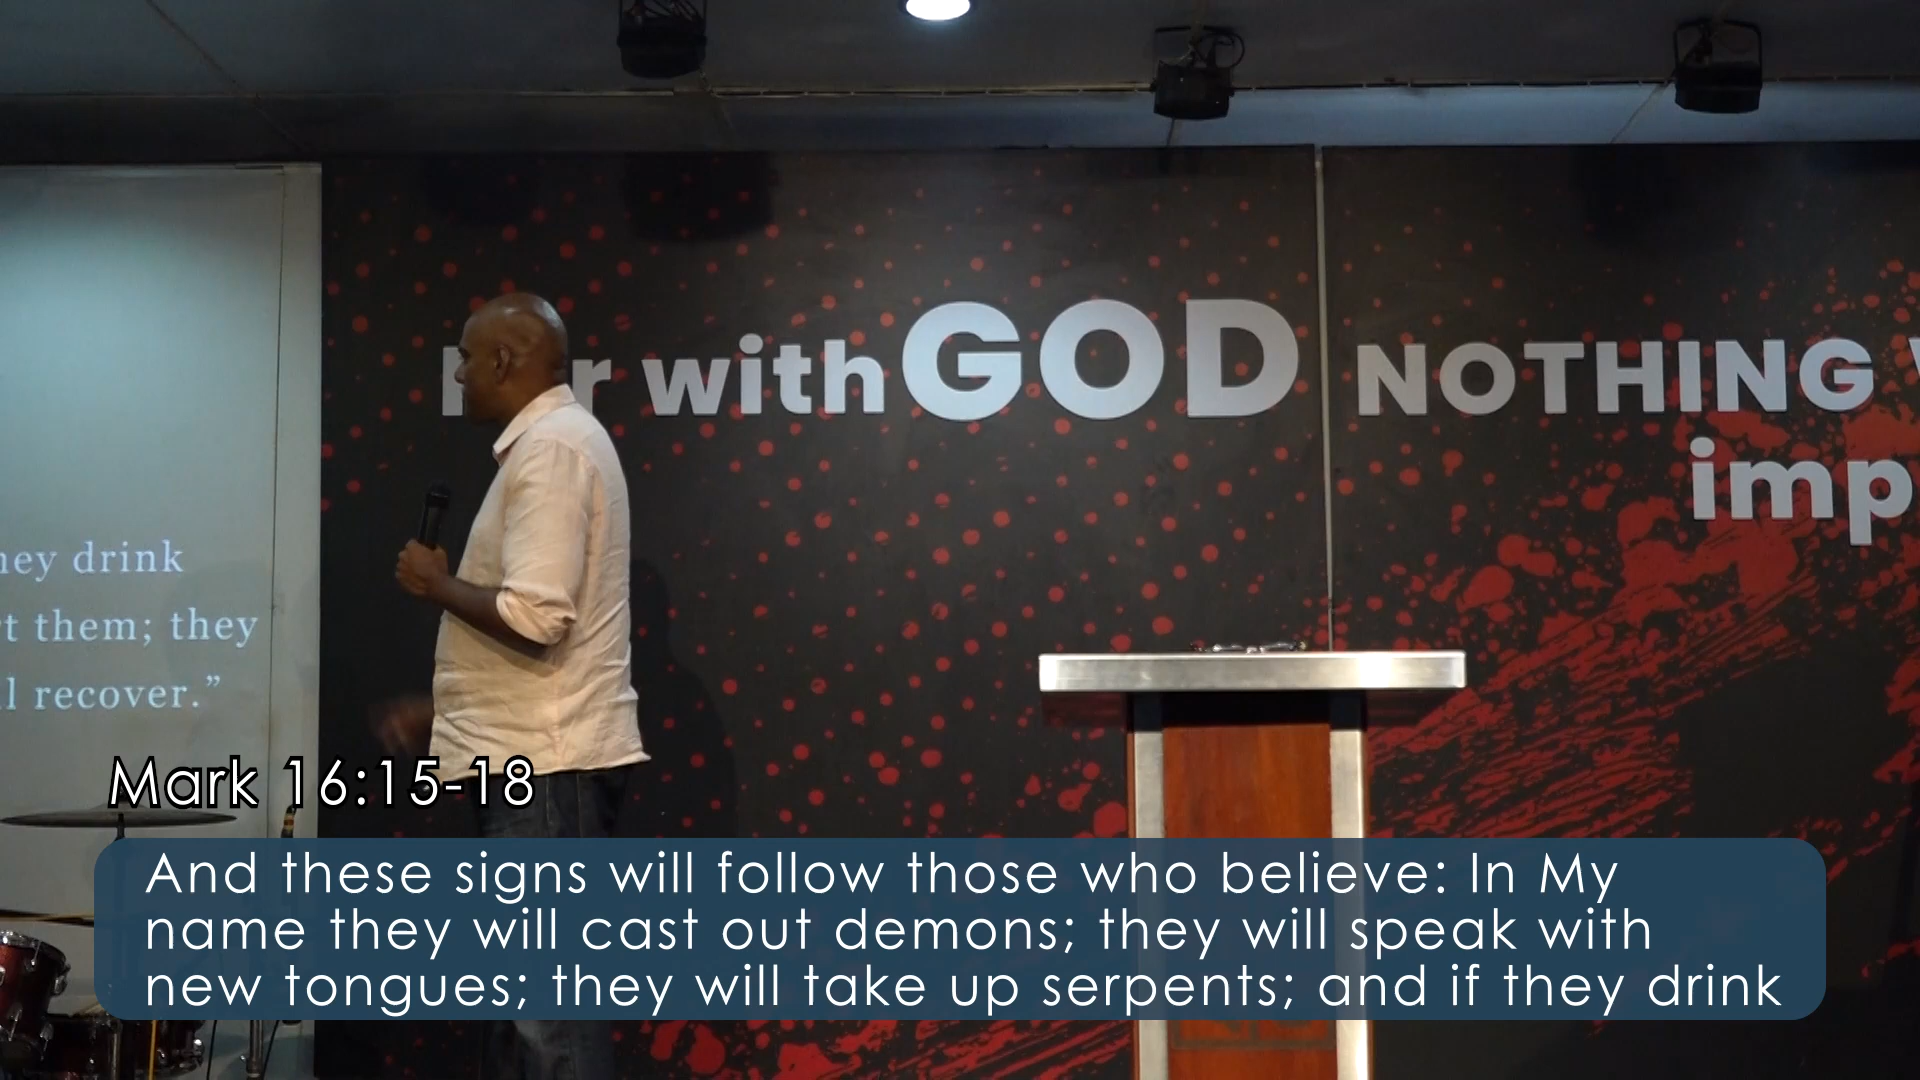 with GOD NOTHING
drink
them; they
recover.”
Mark 16:15-18
And these signs will follow those who believe: In My
name they will cast out demons; they will speak with
new tongues; they will take up serpents; and if they drink